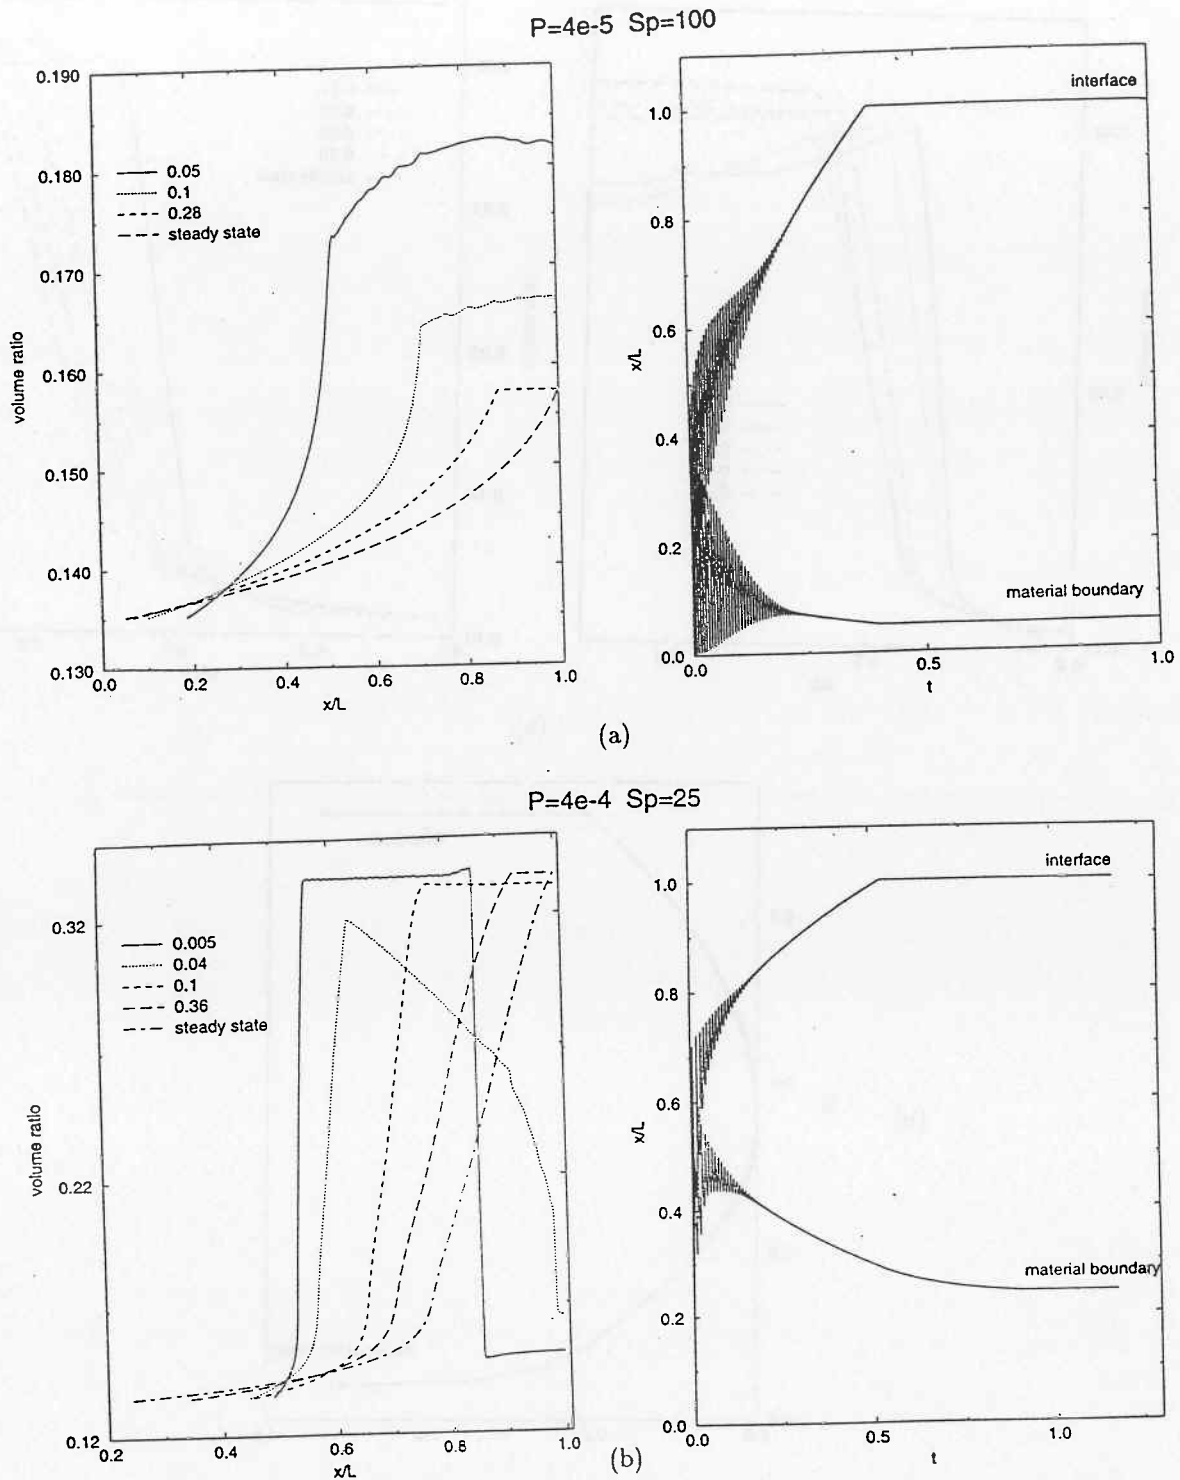 P=4e-5 Sp=100
0.190
0.180
0.170
0.160
0.150
0.140
0.130
volume ratio
0.05
0.1
0.28
steady state
0.0 0.2 0.4 0.6 0.8 1.0
x/L
1.0
0.8
0.6
0.4
0.2
0.0
x/L
interface
material boundary
0.0 0.5 1.0
t
(a)
P=4e-4 Sp=25
0.32
0.22
0.12
volume ratio
0.005
0.04
0.1
0.36
steady state
0.2 0.4 0.6 0.8 1.0
x/L
1.0
0.8
0.6
0.4
0.2
0.0
x/L
interface
material boundary
0.0 0.5 1.0
t
(b)